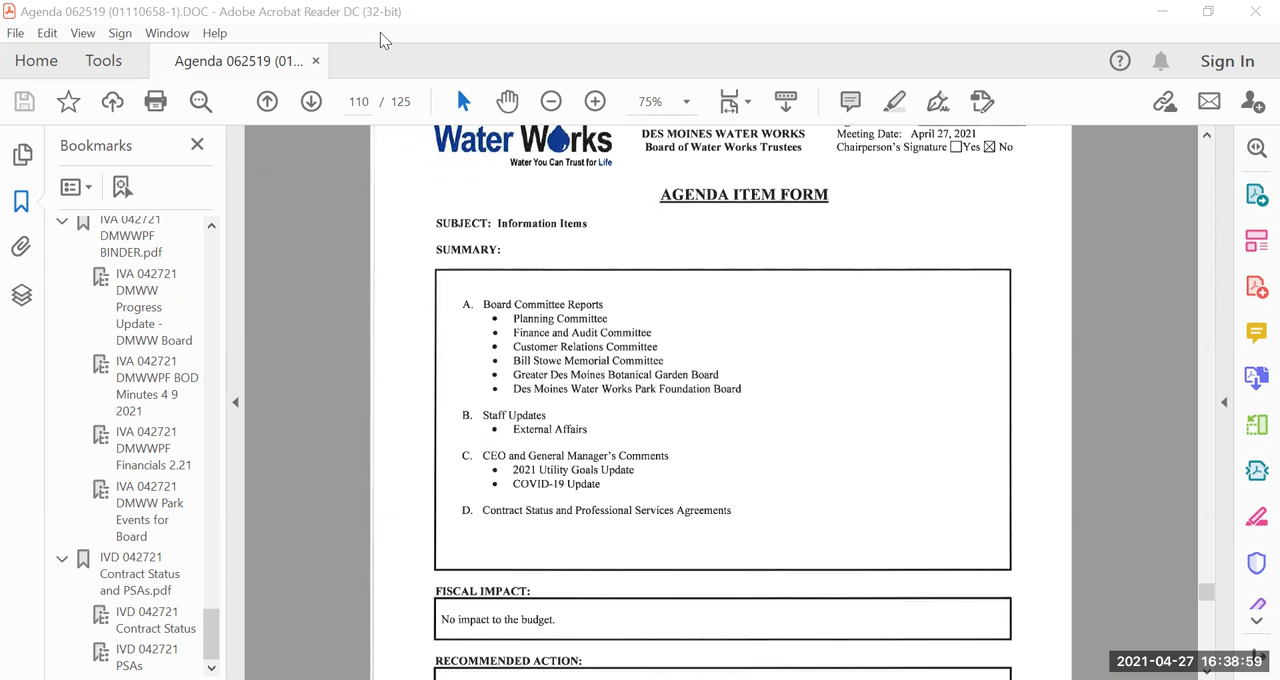 Agenda 062519 (01110658-1).DOC - Adobe Acrobat Reader DC (32-bit)
File Edit View Sign Window Help
Home Tools Agenda 062519 (01... × Sign In
110 / 125 75%
Bookmarks
IVA 042721
DMWWPF
BINDER.pdf
IVA 042721
DMWW
Progress
Update -
DMWW Board
IVA 042721
DMWWPF BOD
Minutes 4 9
2021
IVA 042721
DMWWPF
Financials 2.21
IVA 042721
DMWW Park
Events for
Board
IVD 042721
Contract Status
and PSAs.pdf
IVD 042721
Contract Status
IVD 042721
PSAs
Water Works
Water You Can Trust for Life
DES MOINES WATER WORKS
Board of Water Works Trustees
Meeting Date: April 27, 2021
Chairperson's Signature ☐Yes ☒ No
AGENDA ITEM FORM
SUBJECT: Information Items
SUMMARY:
A. Board Committee Reports
• Planning Committee
• Finance and Audit Committee
• Customer Relations Committee
• Bill Stowe Memorial Committee
• Greater Des Moines Botanical Garden Board
• Des Moines Water Works Park Foundation Board
B. Staff Updates
• External Affairs
C. CEO and General Manager's Comments
• 2021 Utility Goals Update
• COVID-19 Update
D. Contract Status and Professional Services Agreements
FISCAL IMPACT:
No impact to the budget.
RECOMMENDED ACTION:
2021-04-27 16:38:59